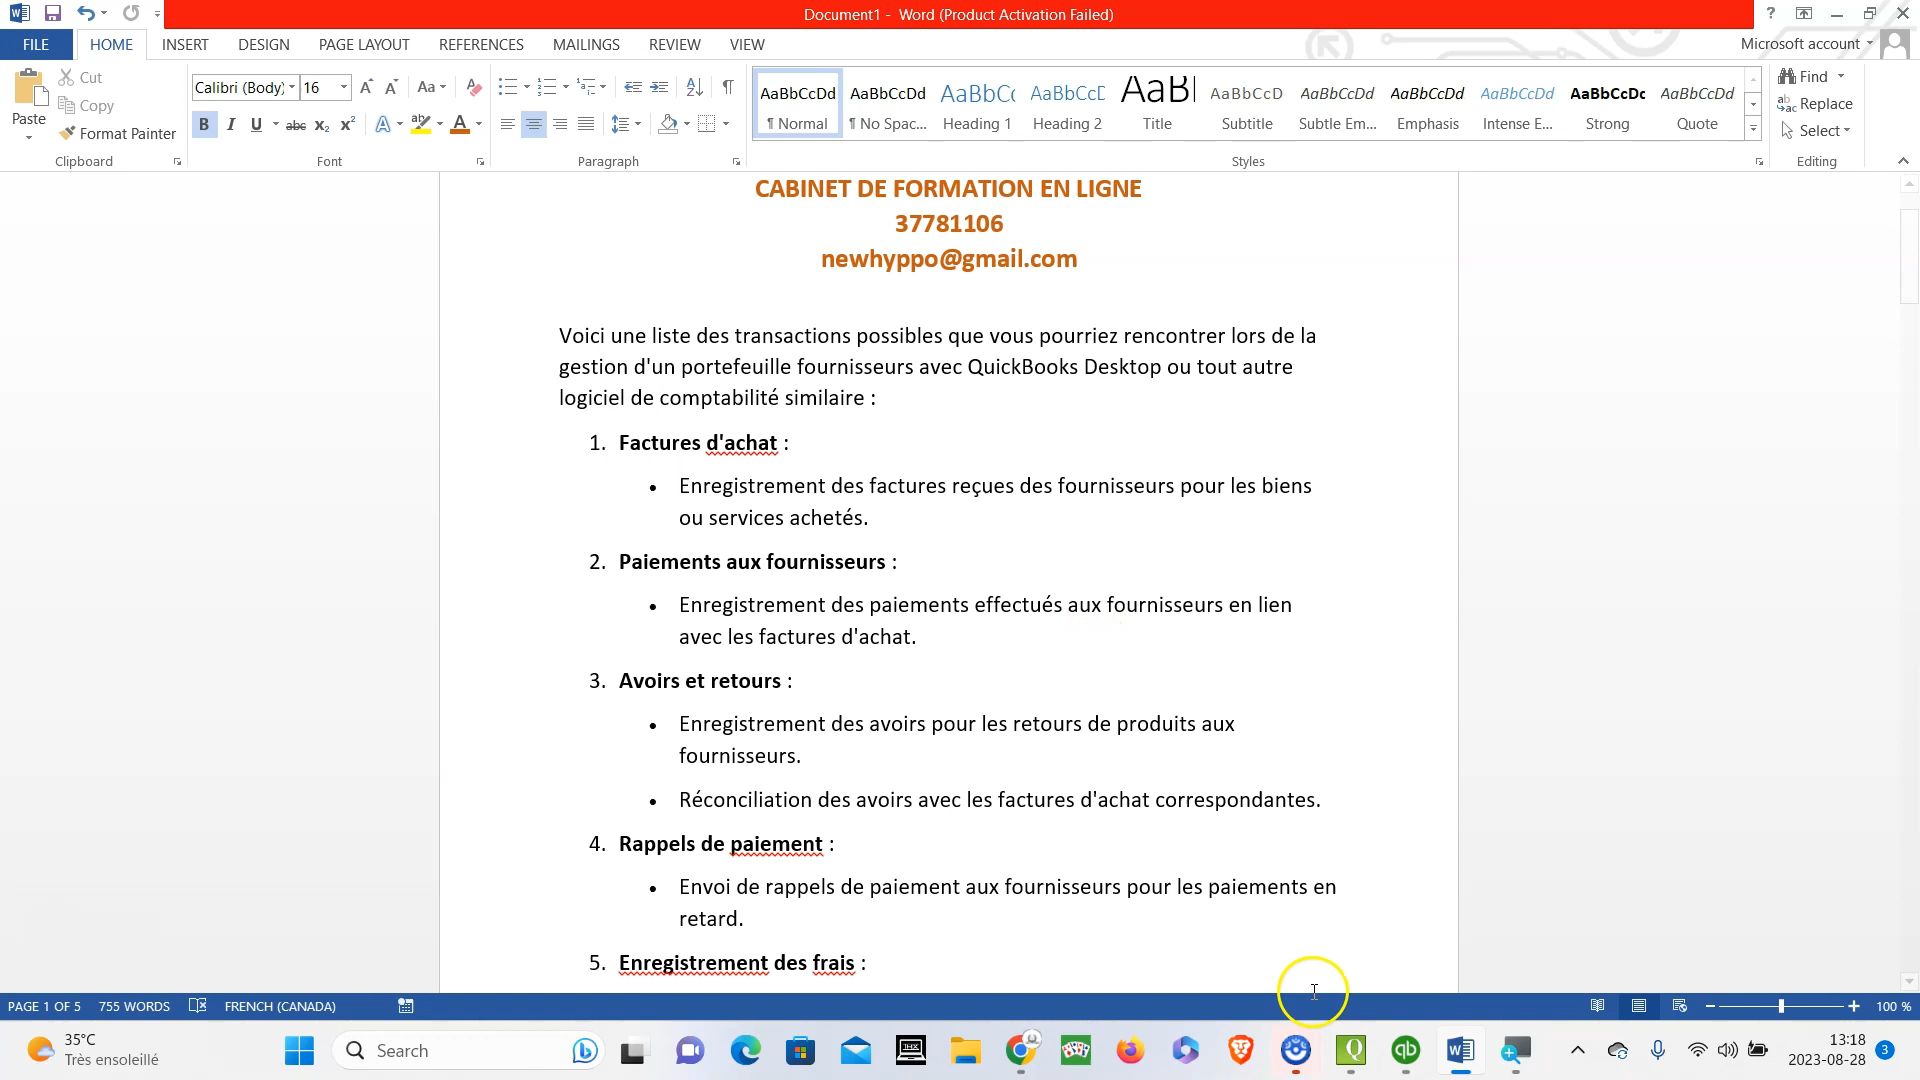 Document1 - Word (Product Activation Failed)
FILE HOME INSERT DESIGN PAGE LAYOUT REFERENCES MAILINGS REVIEW VIEW Microsoft account
Paste Cut Copy Format Painter Clipboard
Calibri (Body) 16 Font
Paragraph
AaBbCcDd AaBbCcDd AaBbCc AaBbCcD AaBI AaBbCcD AaBbCcDd AaBbCcDd AaBbCcDd AaBbCcDc AaBbCcDd
¶ Normal ¶ No Spac... Heading 1 Heading 2 Title Subtitle Subtle Em... Emphasis Intense E... Strong Quote
Styles
Find
Replace
Select
Editing
CABINET DE FORMATION EN LIGNE
37781106
newhyppo@gmail.com
Voici une liste des transactions possibles que vous pourriez rencontrer lors de la
gestion d'un portefeuille fournisseurs avec QuickBooks Desktop ou tout autre
logiciel de comptabilité similaire :
1. Factures d'achat :
• Enregistrement des factures reçues des fournisseurs pour les biens
ou services achetés.
2. Paiements aux fournisseurs :
• Enregistrement des paiements effectués aux fournisseurs en lien
avec les factures d'achat.
3. Avoirs et retours :
• Enregistrement des avoirs pour les retours de produits aux
fournisseurs.
• Réconciliation des avoirs avec les factures d'achat correspondantes.
4. Rappels de paiement :
• Envoi de rappels de paiement aux fournisseurs pour les paiements en
retard.
5. Enregistrement des frais :
PAGE 1 OF 5 755 WORDS FRENCH (CANADA) 100 %
35°C
Très ensoleillé
Search
13:18
2023-08-28
3